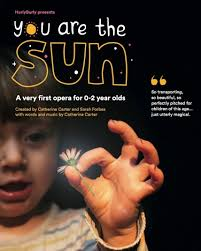 HurlyBurly presents
you are the
sun
A very first opera for 0-2 year olds
Created by Catherine Carter and Sarah Forbes
with words and music by Catherine Carter
“
So transporting,
so beautiful, so
perfectly pitched for
children of this age...
just utterly magical.